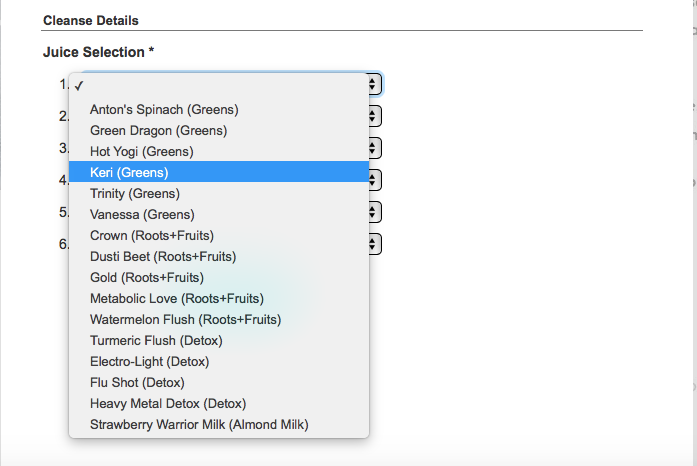 Cleanse Details
Juice Selection *
1.
✓
Anton's Spinach (Greens)
2.
Green Dragon (Greens)
3.
Hot Yogi (Greens)
4.
Keri (Greens)
Trinity (Greens)
5.
Vanessa (Greens)
Crown (Roots+Fruits)
6.
Dusti Beet (Roots+Fruits)
Gold (Roots+Fruits)
Metabolic Love (Roots+Fruits)
Watermelon Flush (Roots+Fruits)
Turmeric Flush (Detox)
Electro-Light (Detox)
Flu Shot (Detox)
Heavy Metal Detox (Detox)
Strawberry Warrior Milk (Almond Milk)